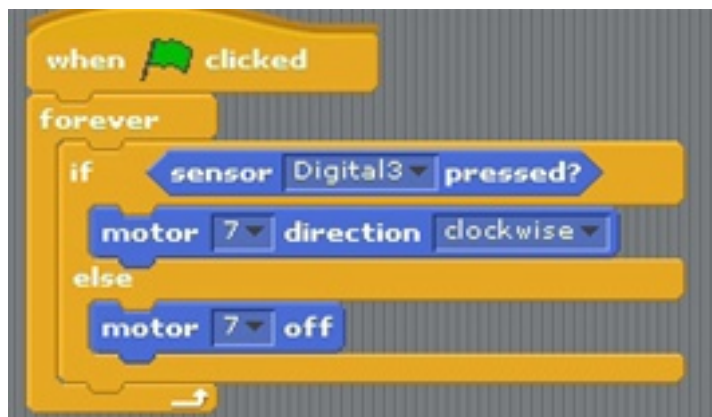 when clicked
forever
if sensor Digital3 pressed?
motor 7 direction clockwise
else
motor 7 off